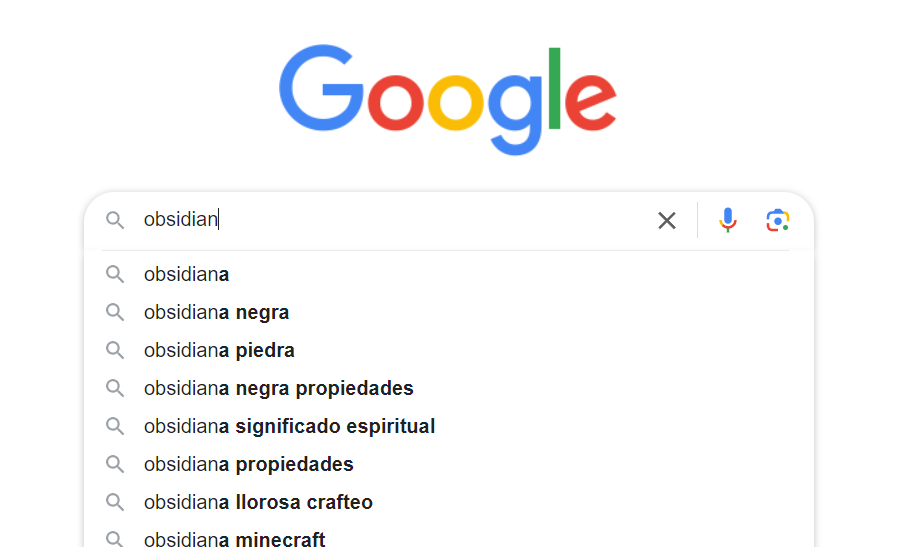 Google
obsidian
obsidiana
obsidiana negra
obsidiana piedra
obsidiana negra propiedades
obsidiana significado espiritual
obsidiana propiedades
obsidiana llorosa crafteo
obsidiana minecraft